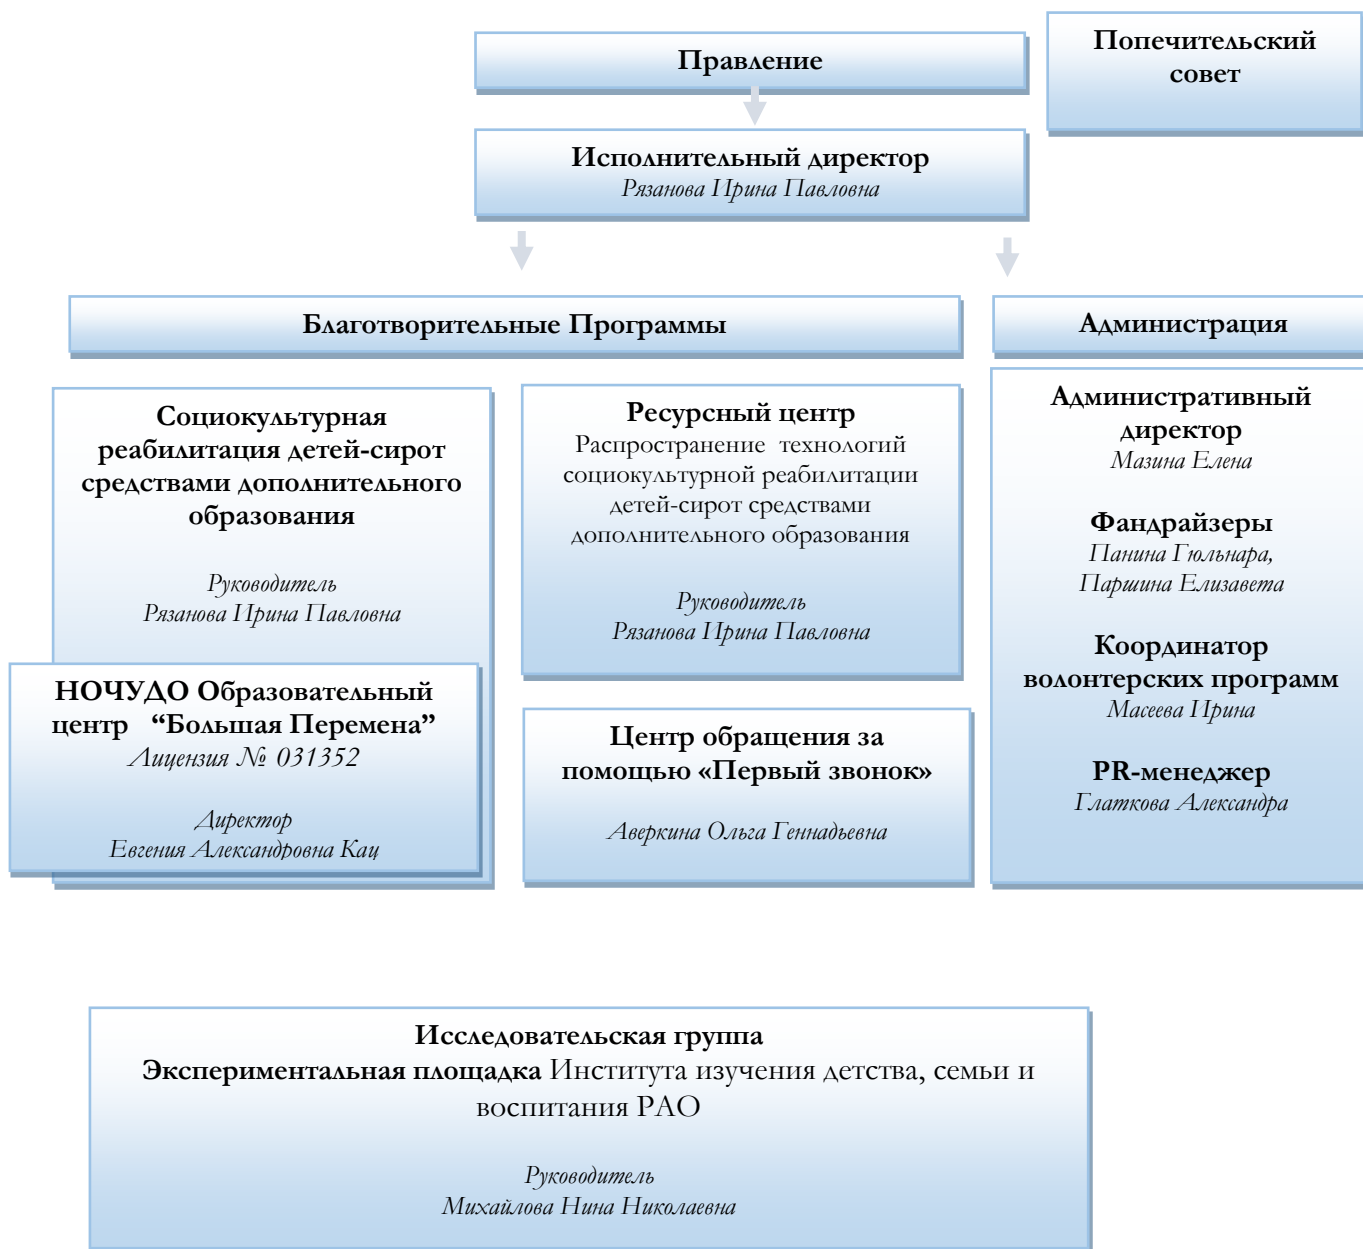 Правление
Попечительский
совет
Исполнительный директор
Рязанова Ирина Павловна
Благотворительные Программы
Администрация
Социокультурная
реабилитация детей-сирот
средствами дополнительного
образования
Руководитель
Рязанова Ирина Павловна
НОЧУДО Образовательный
центр “Большая Перемена”
Лицензия № 031352
Директор
Евгения Александровна Кац
Ресурсный центр
Распространение технологий
социокультурной реабилитации
детей-сирот средствами
дополнительного образования
Руководитель
Рязанова Ирина Павловна
Центр обращения за
помощью «Первый звонок»
Аверкина Ольга Геннадьевна
Административный
директор
Мазина Елена
Фандрайзеры
Панина Гюльнара,
Паршина Елизавета
Координатор
волонтерских программ
Масеева Ирина
PR-менеджер
Глаткова Александра
Исследовательская группа
Экспериментальная площадка Института изучения детства, семьи и
воспитания РАО
Руководитель
Михайлова Нина Николаевна